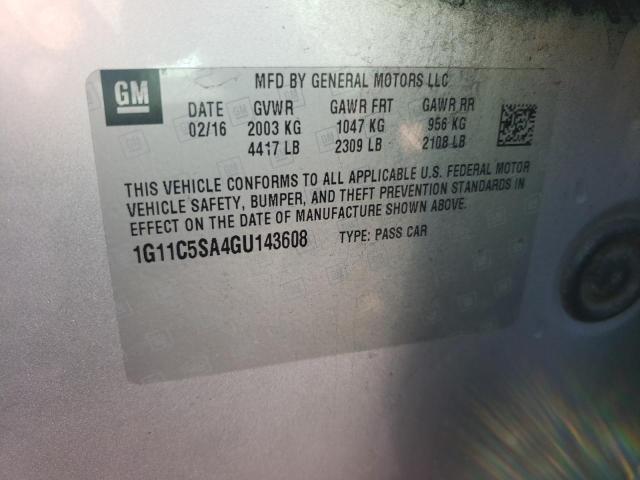 GM
MFD BY GENERAL MOTORS LLC
DATE GVWR GAWR FRT GAWR RR
02/16 2003 KG 1047 KG 956 KG
4417 LB 2309 LB 2108 LB
THIS VEHICLE CONFORMS TO ALL APPLICABLE U.S. FEDERAL MOTOR
VEHICLE SAFETY, BUMPER, AND THEFT PREVENTION STANDARDS IN
EFFECT ON THE DATE OF MANUFACTURE SHOWN ABOVE.
1G11C5SA4GU143608 TYPE: PASS CAR